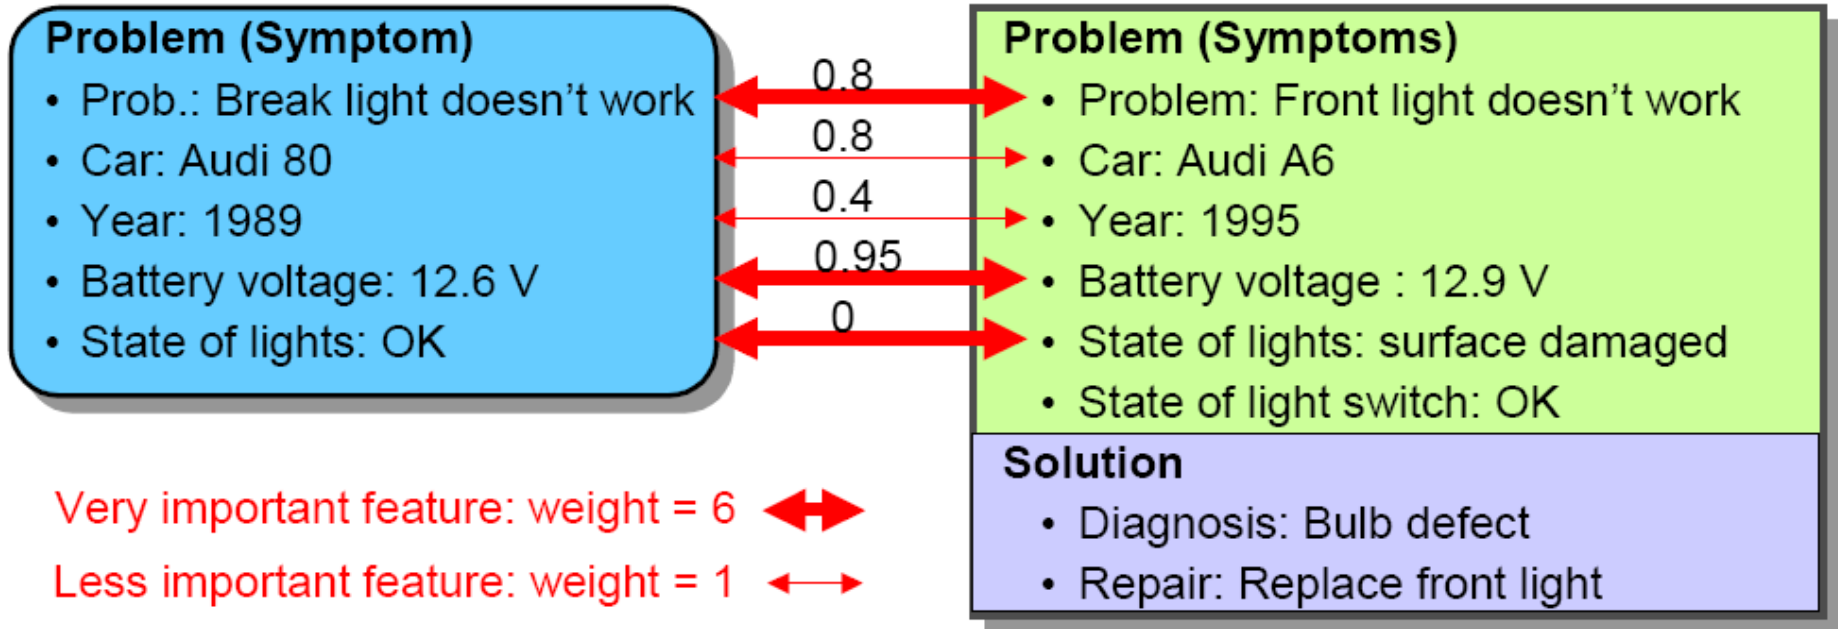 Problem (Symptom)
• Prob.: Break light doesn't work
• Car: Audi 80
• Year: 1989
• Battery voltage: 12.6 V
• State of lights: OK
0.8
0.8
0.4
0.95
0
Problem (Symptoms)
• Problem: Front light doesn't work
• Car: Audi A6
• Year: 1995
• Battery voltage : 12.9 V
• State of lights: surface damaged
• State of light switch: OK
Solution
• Diagnosis: Bulb defect
• Repair: Replace front light
Very important feature: weight = 6
Less important feature: weight = 1